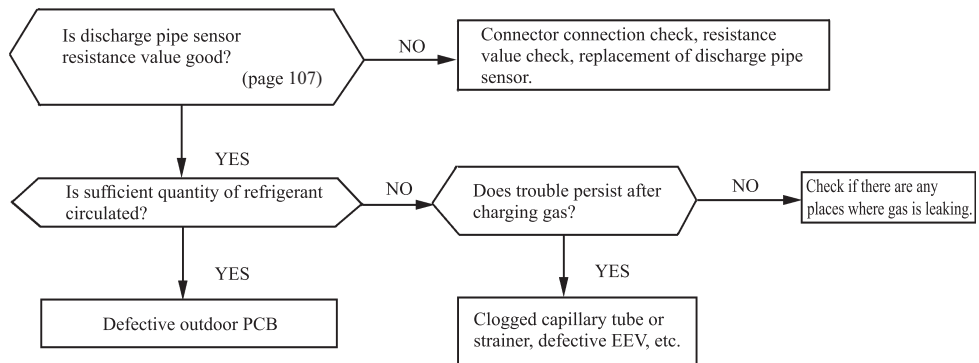 Is discharge pipe sensor
resistance value good?
(page 107)
NO
Connector connection check, resistance
value check, replacement of discharge pipe
sensor.
YES
Is sufficient quantity of refrigerant
circulated?
NO
Does trouble persist after
charging gas?
NO
Check if there are any
places where gas is leaking.
YES
Defective outdoor PCB
YES
Clogged capillary tube or
strainer, defective EEV, etc.